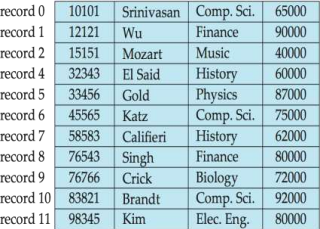 record 0 10101 Srinivasan Comp. Sci. 65000
record 1 12121 Wu Finance 90000
record 2 15151 Mozart Music 40000
record 4 32343 El Said History 60000
record 5 33456 Gold Physics 87000
record 6 45565 Katz Comp. Sci. 75000
record 7 58583 Califieri History 62000
record 8 76543 Singh Finance 80000
record 9 76766 Crick Biology 72000
record 10 83821 Brandt Comp. Sci. 92000
record 11 98345 Kim Elec. Eng. 80000